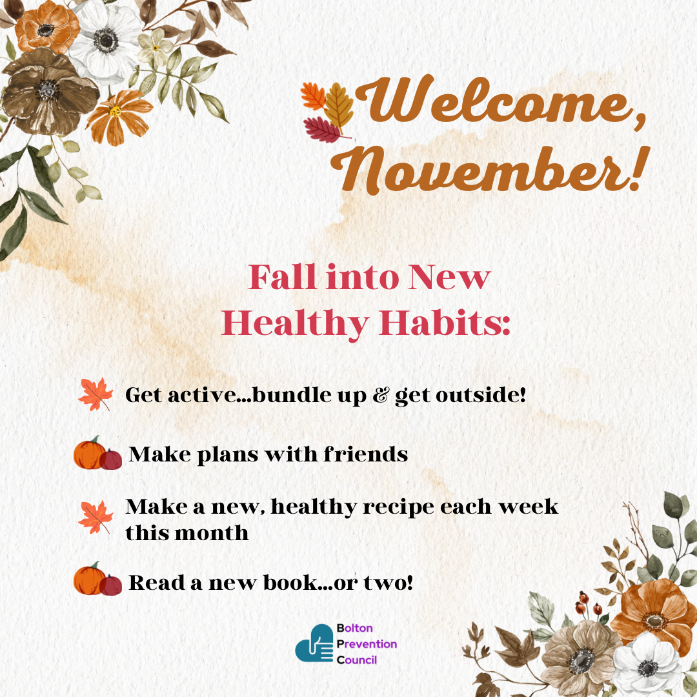 Welcome,
November!
Fall into New
Healthy Habits:
Get active...bundle up & get outside!
Make plans with friends
Make a new, healthy recipe each week
this month
Read a new book...or two!
Bolton
Prevention
Council